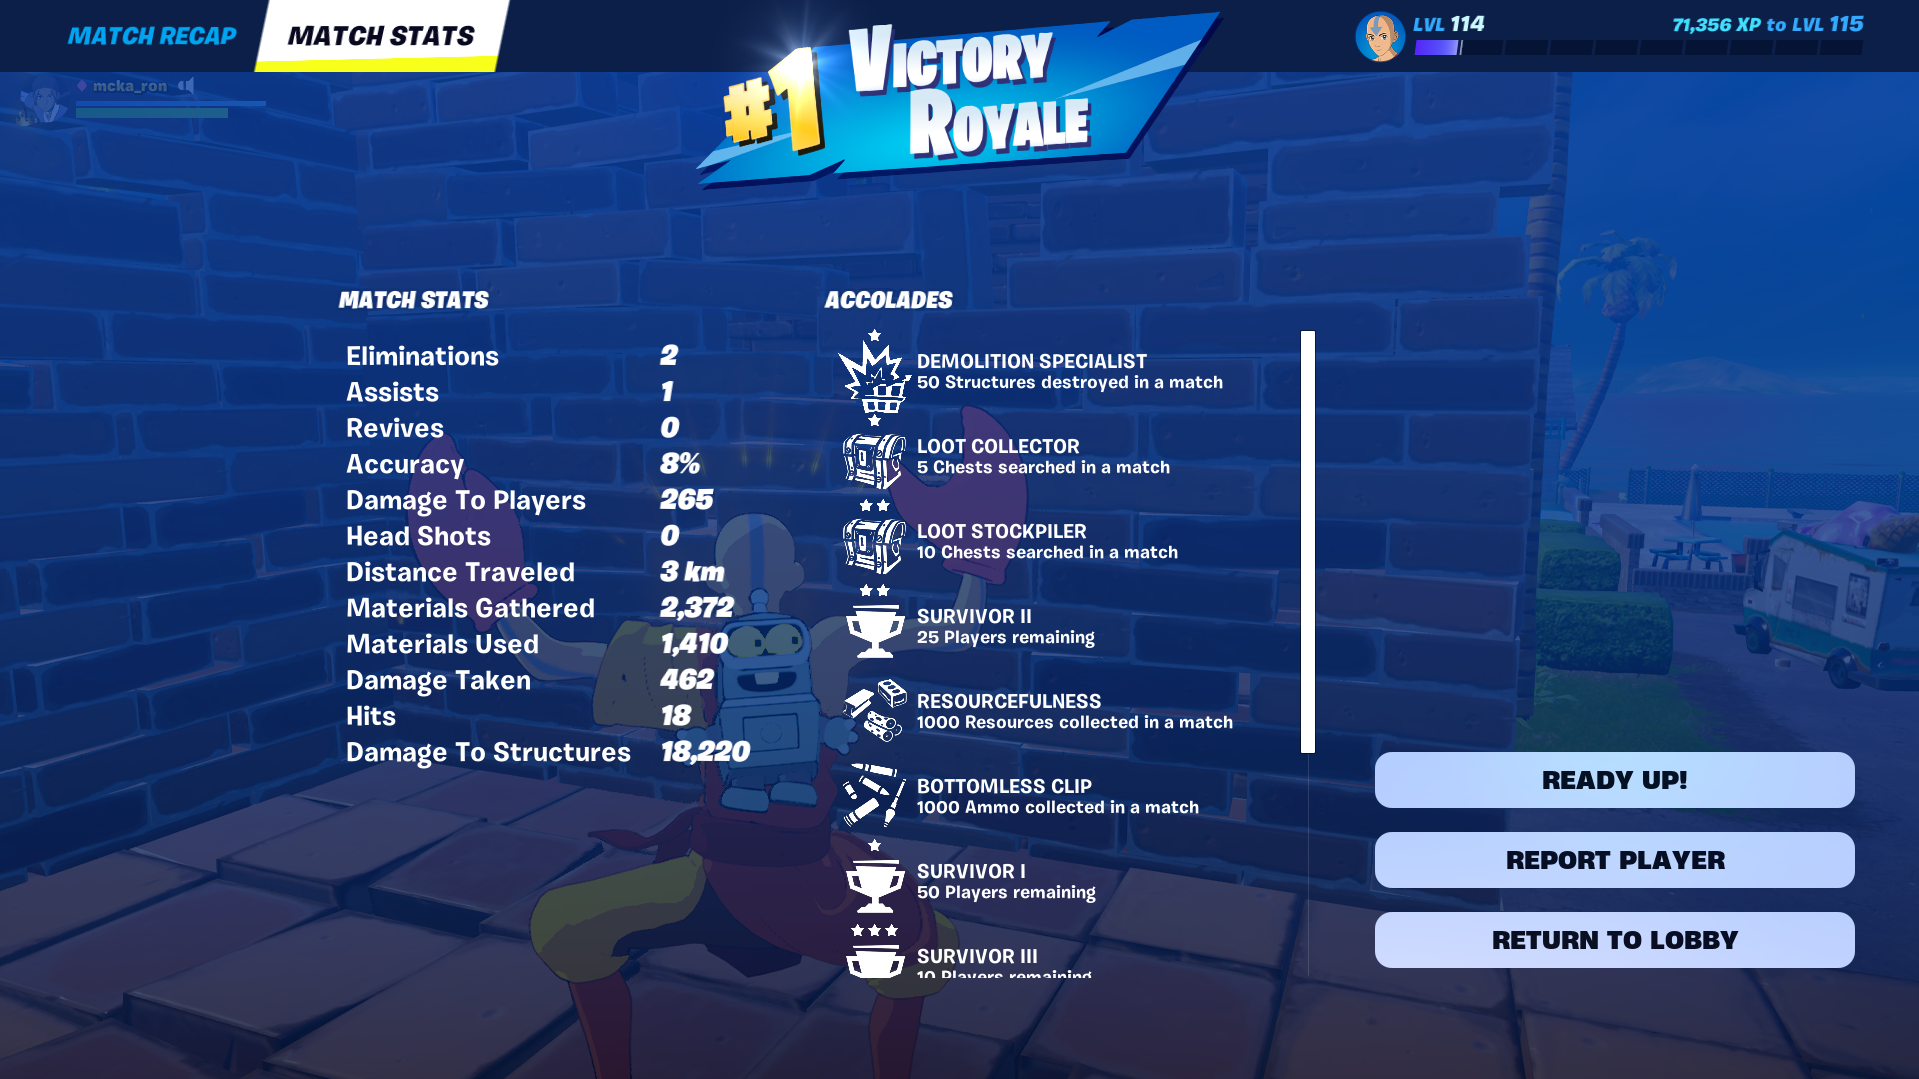 MATCH RECAP
MATCH STATS
#1 VICTORY
ROYALE
LVL 114
71,356 XP to LVL 115
mcka_ron
MATCH STATS
Eliminations 2
Assists 1
Revives 0
Accuracy 8%
Damage To Players 265
Head Shots 0
Distance Traveled 3 km
Materials Gathered 2,372
Materials Used 1,410
Damage Taken 462
Hits 18
Damage To Structures 18,220
ACCOLADES
DEMOLITION SPECIALIST
50 Structures destroyed in a match
LOOT COLLECTOR
5 Chests searched in a match
LOOT STOCKPILER
10 Chests searched in a match
SURVIVOR II
25 Players remaining
RESOURCEFULNESS
1000 Resources collected in a match
BOTTOMLESS CLIP
1000 Ammo collected in a match
SURVIVOR I
50 Players remaining
SURVIVOR III
10 Players remaining
READY UP!
REPORT PLAYER
RETURN TO LOBBY